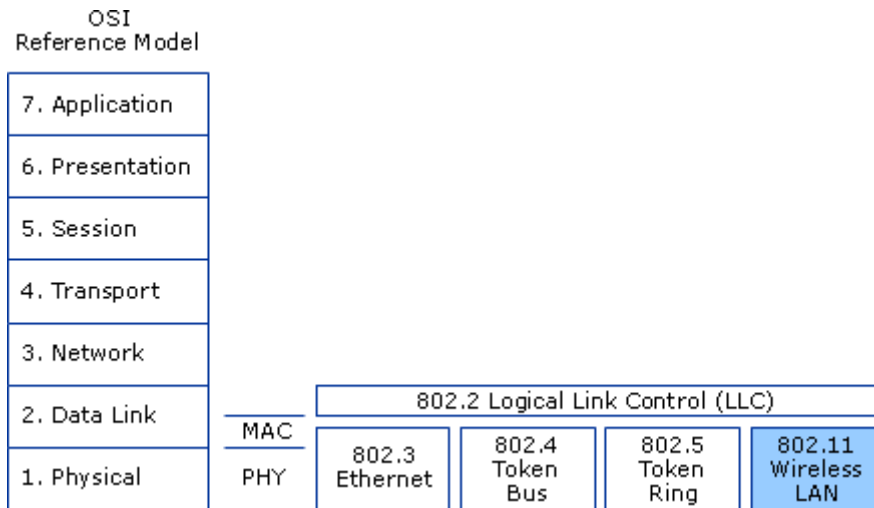 OSI
Reference Model
7. Application
6. Presentation
5. Session
4. Transport
3. Network
2. Data Link
1. Physical
MAC
PHY
802.2 Logical Link Control (LLC)
802.3
Ethernet
802.4
Token
Bus
802.5
Token
Ring
802.11
Wireless
LAN